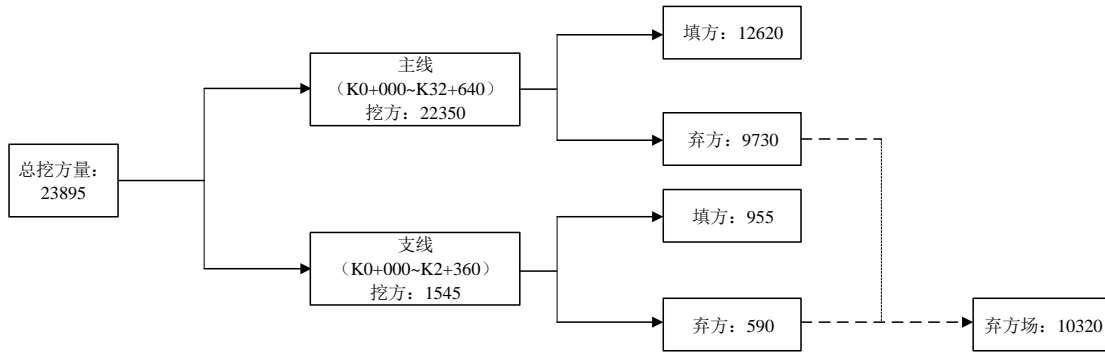 填方：12620
主线
（K0+000~K32+640）
挖方：22350
弃方：9730
总挖方量：
23895
填方：955
支线
（K0+000~K2+360）
挖方：1545
弃方：590
弃方场：10320